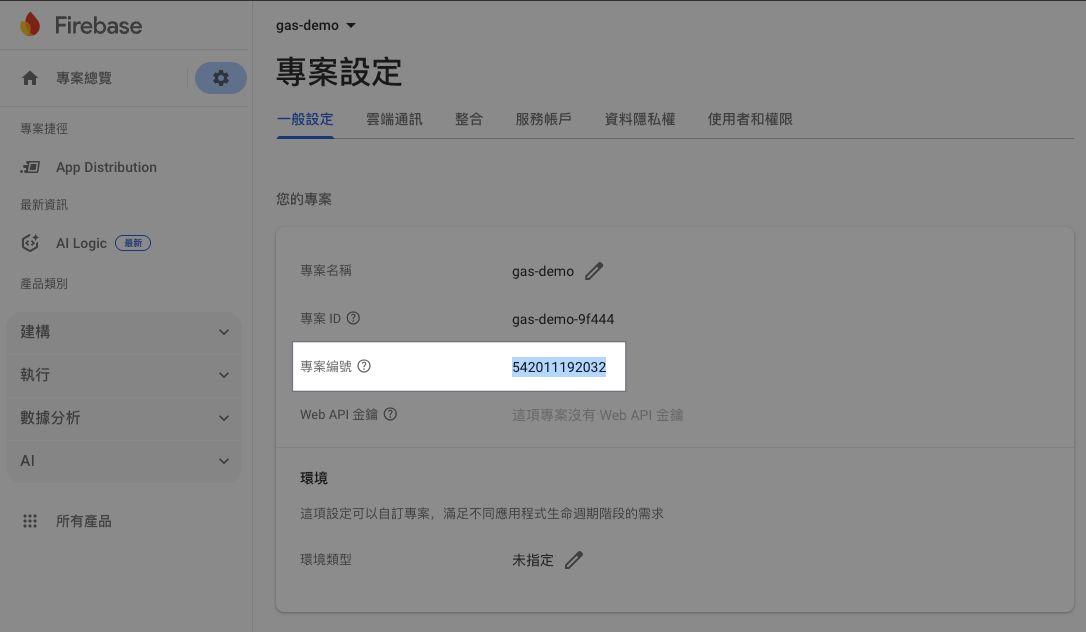 Firebase
專案總覽
專案捷徑
App Distribution
最新資訊
AI Logic 最新
產品類別
建構
執行
數據分析
AI
所有產品
gas-demo
專案設定
一般設定 雲端通訊 整合 服務帳戶 資料隱私權 使用者和權限
您的專案
專案名稱 gas-demo
專案 ID gas-demo-9f444
專案編號 542011192032
Web API 金鑰 這項專案沒有 Web API 金鑰
環境
這項設定可以自訂專案，滿足不同應用程式生命週期階段的需求
環境類型 未指定